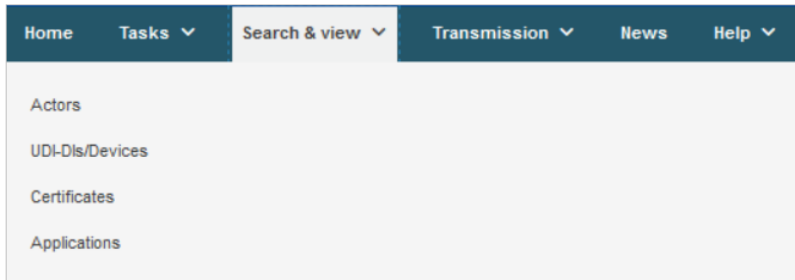 Home Tasks Search & view Transmission News Help
Actors
UDI-DIs/Devices
Certificates
Applications